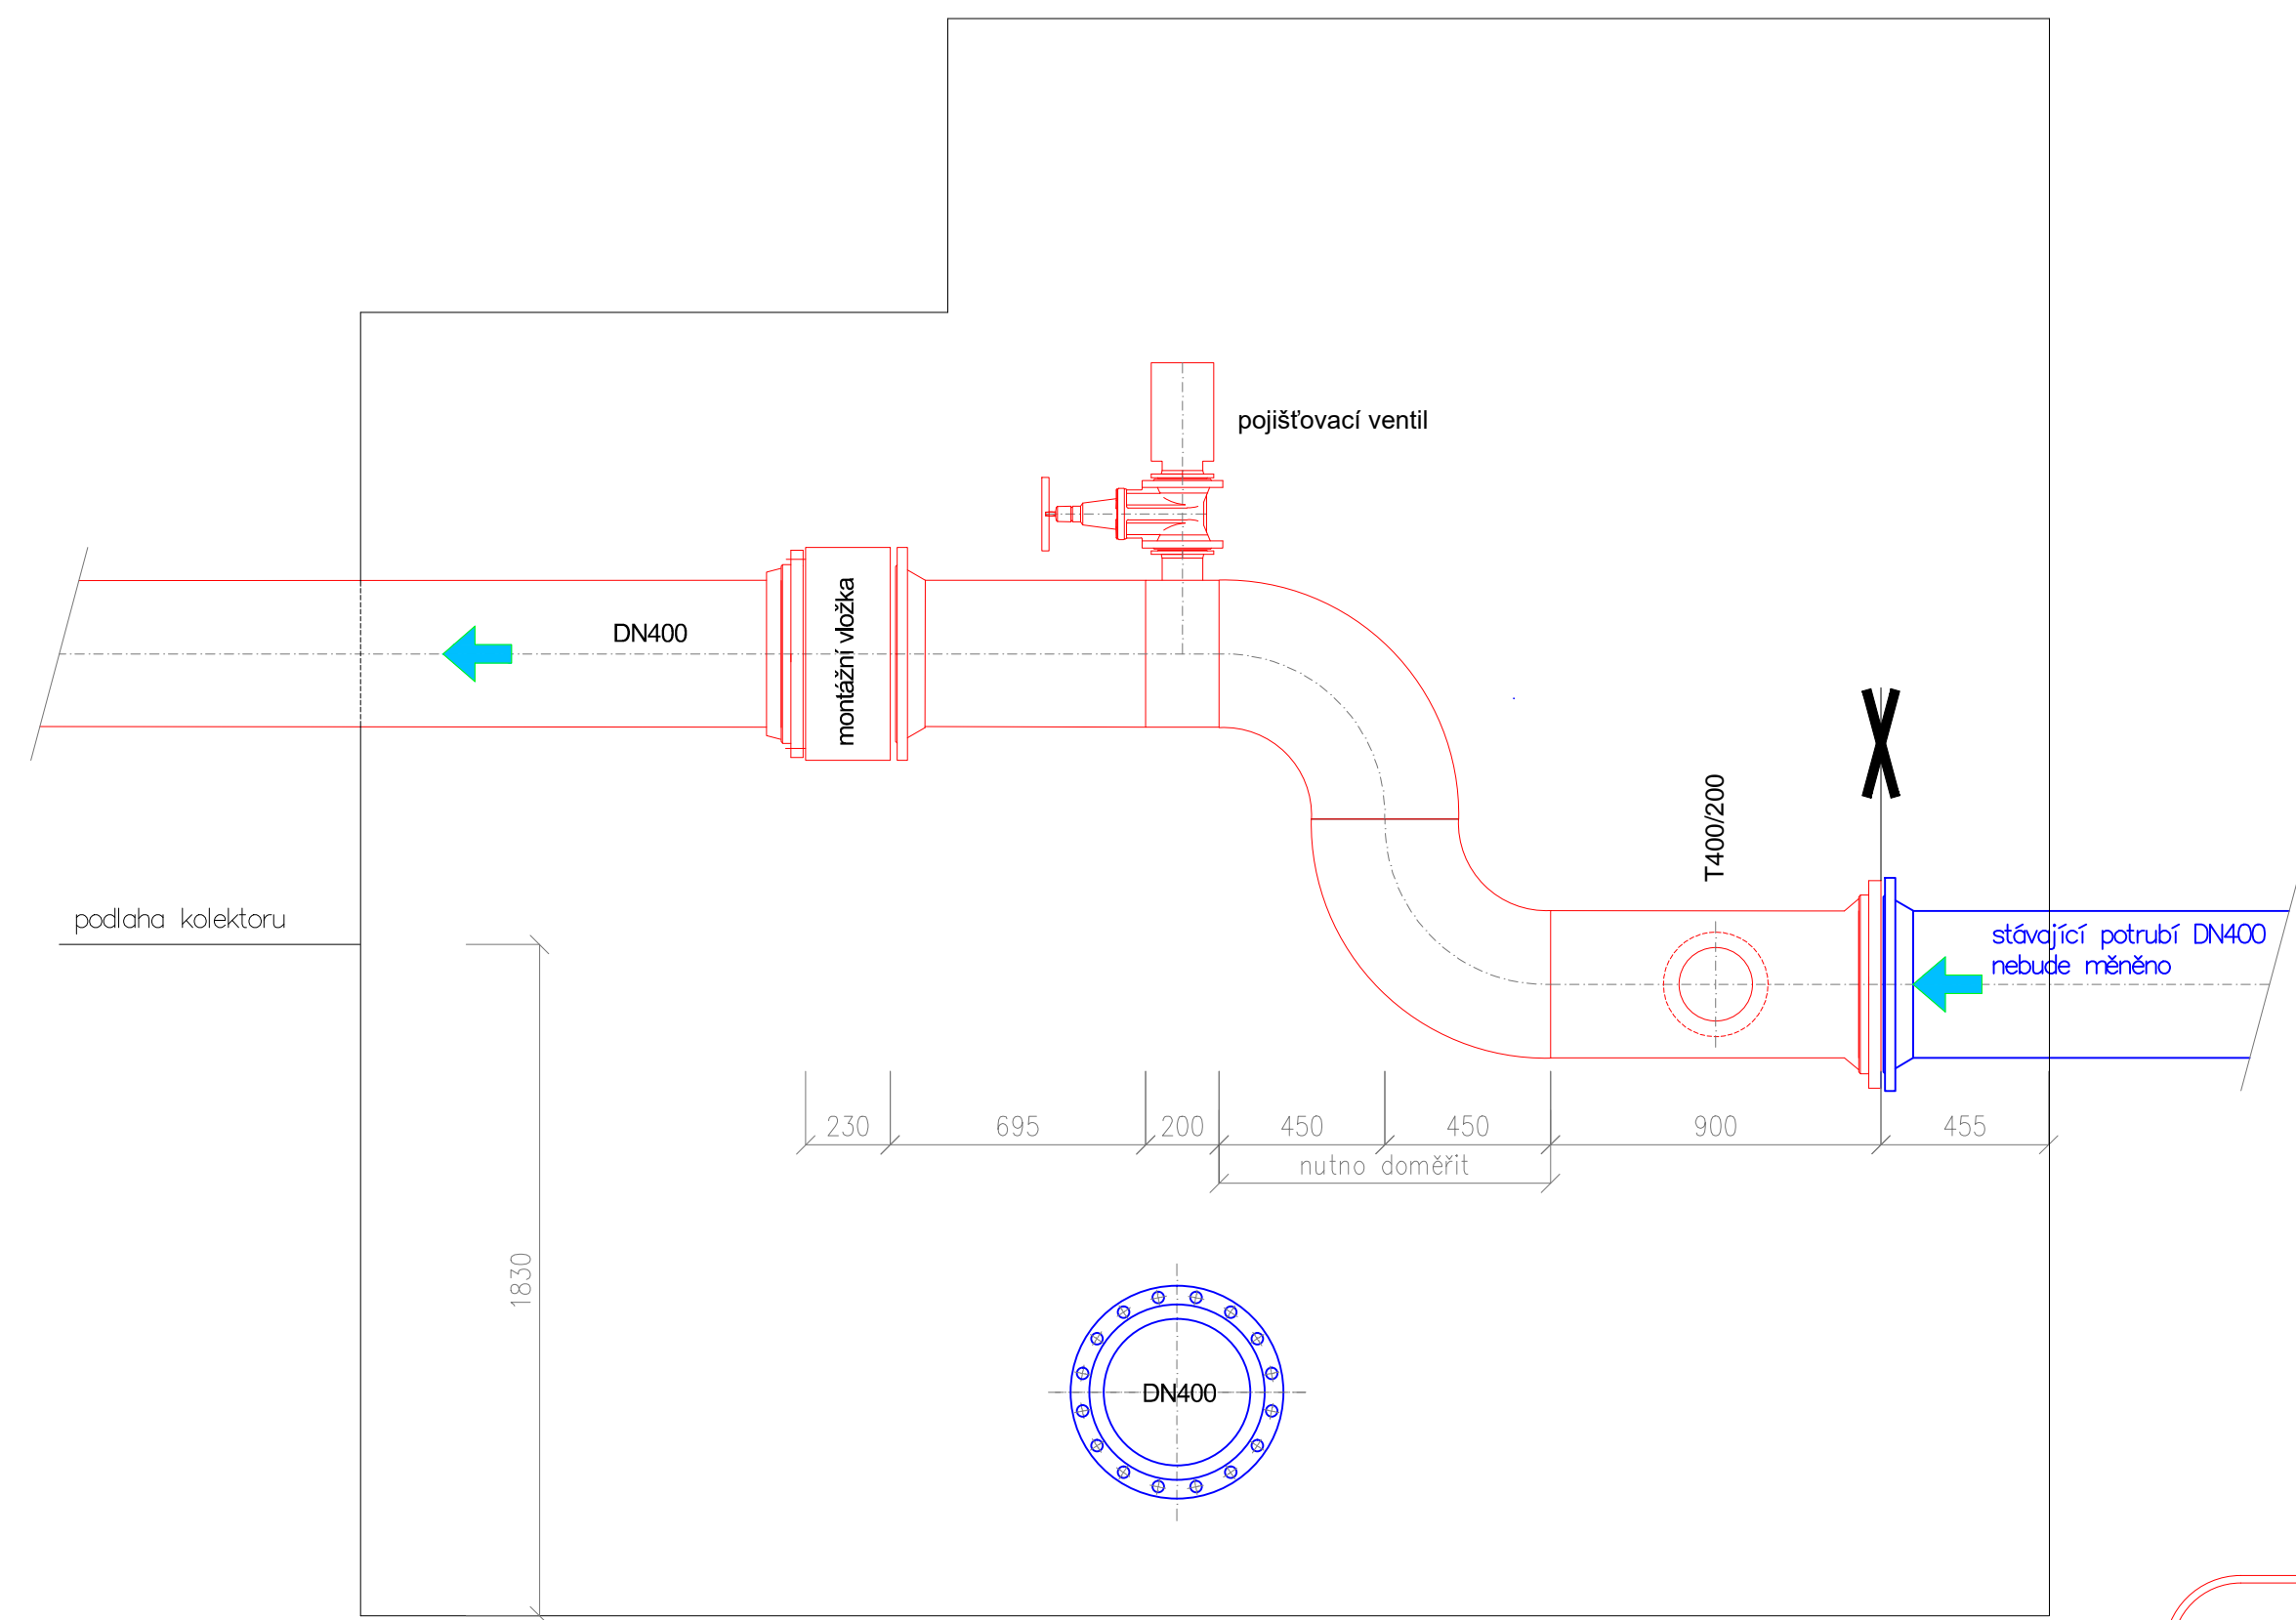 pojišťovací ventil
DN400
montážní vložka
T400/200
podlaha kolektoru
stávající potrubí DN400
nebude měněno
230 695 200 450 450 900 455
nutno doměřit
1830
DN400